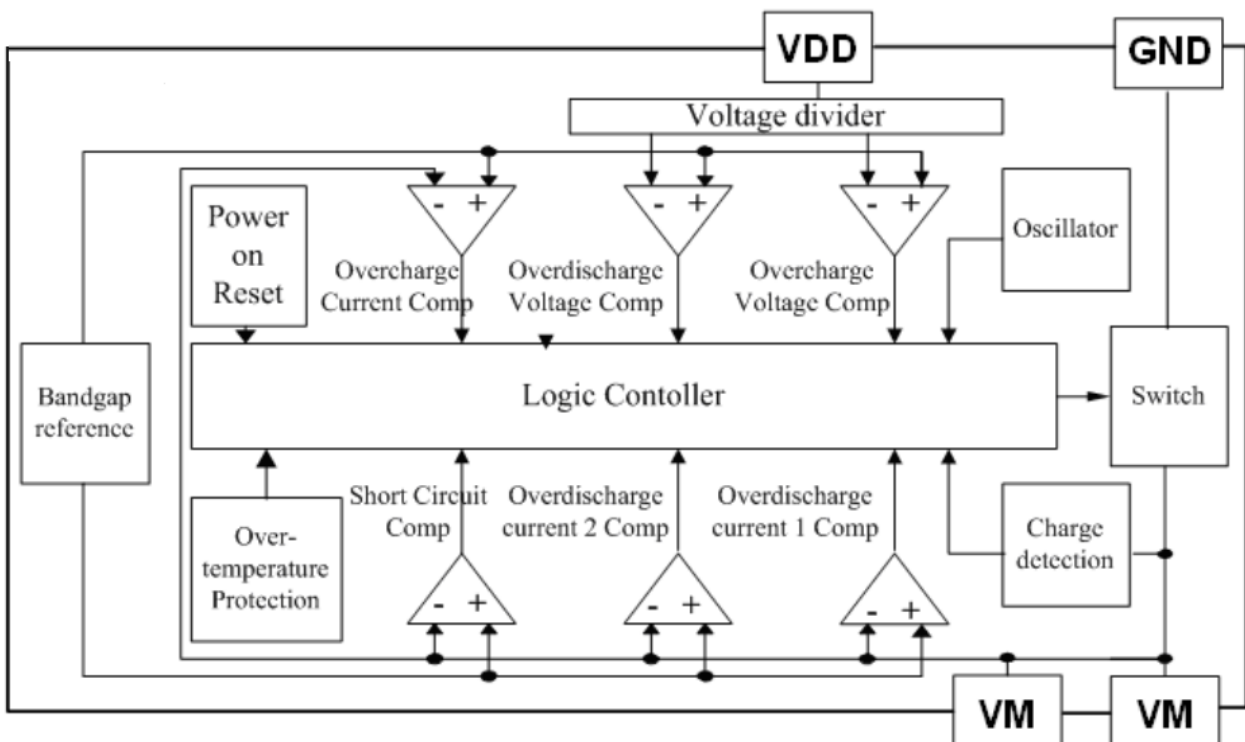 VDD
GND
Voltage divider
- +
- +
- +
Power
on
Reset
Oscillator
Overcharge
Current Comp
Overdischarge
Voltage Comp
Overcharge
Voltage Comp
Bandgap
reference
Logic Contoller
Switch
Short Circuit
Comp
Overdischarge
current 2 Comp
Overdischarge
current 1 Comp
Over-
temperature
Protection
Charge
detection
- +
- +
- +
VM
VM